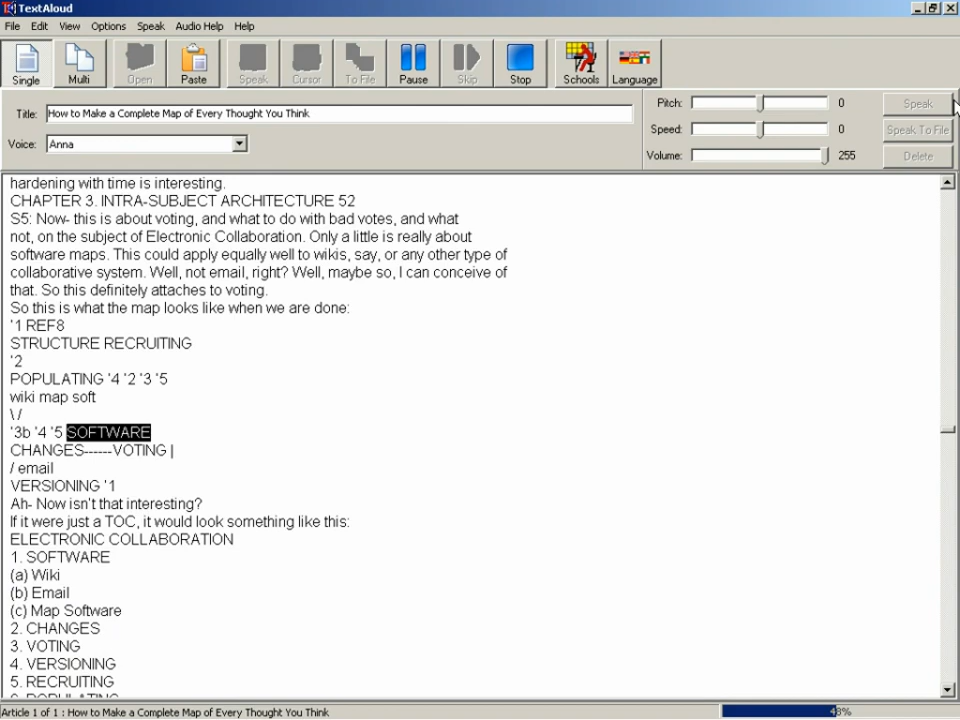 TextAloud
File Edit View Options Speak Audio Help Help
Single Multi Open Paste Speak Cursor To File Pause Skip Stop Schools Language
Title: How to Make a Complete Map of Every Thought You Think
Voice: Anna
Pitch: 0 Speak
Speed: 0 Speak To File
Volume: 255 Delete
hardening with time is interesting.
CHAPTER 3. INTRA-SUBJECT ARCHITECTURE 52
S5: Now- this is about voting, and what to do with bad votes, and what
not, on the subject of Electronic Collaboration. Only a little is really about
software maps. This could apply equally well to wikis, say, or any other type of
collaborative system. Well, not email, right? Well, maybe so, I can conceive of
that. So this definitely attaches to voting.
So this is what the map looks like when we are done:
'1 REF8
STRUCTURE RECRUITING
'2
POPULATING '4 '2 '3 '5
wiki map soft
\ /
'3b '4 '5 SOFTWARE
CHANGES------VOTING |
/ email
VERSIONING '1
Ah- Now isn't that interesting?
If it were just a TOC, it would look something like this:
ELECTRONIC COLLABORATION
1. SOFTWARE
(a) Wiki
(b) Email
(c) Map Software
2. CHANGES
3. VOTING
4. VERSIONING
5. RECRUITING
6. POPULATING
Article 1 of 1 : How to Make a Complete Map of Every Thought You Think
48%